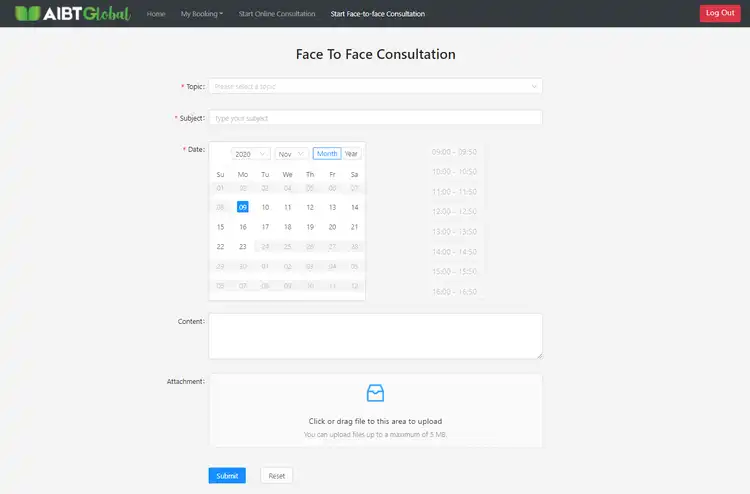 AIBTGlobal Home My Booking Start Online Consultation Start Face-to-face Consultation Log Out
Face To Face Consultation
* Topic: Please select a topic
* Subject: Type your subject
* Date: 2020 Nov Month Year
Su Mo Tu We Th Fr Sa
01 02 03 04 05 06 07
08 09 10 11 12 13 14
15 16 17 18 19 20 21
22 23 24 25 26 27 28
29 30 01 02 03 04 05
06 07 08 09 10 11 12
09:00 - 09:50
10:00 - 10:50
11:00 - 11:50
12:00 - 12:50
13:00 - 13:50
14:00 - 14:50
15:00 - 15:50
16:00 - 16:50
Content:
Attachment:
Click or drag file to this area to upload
You can upload files up to a maximum of 5 MB.
Submit Reset